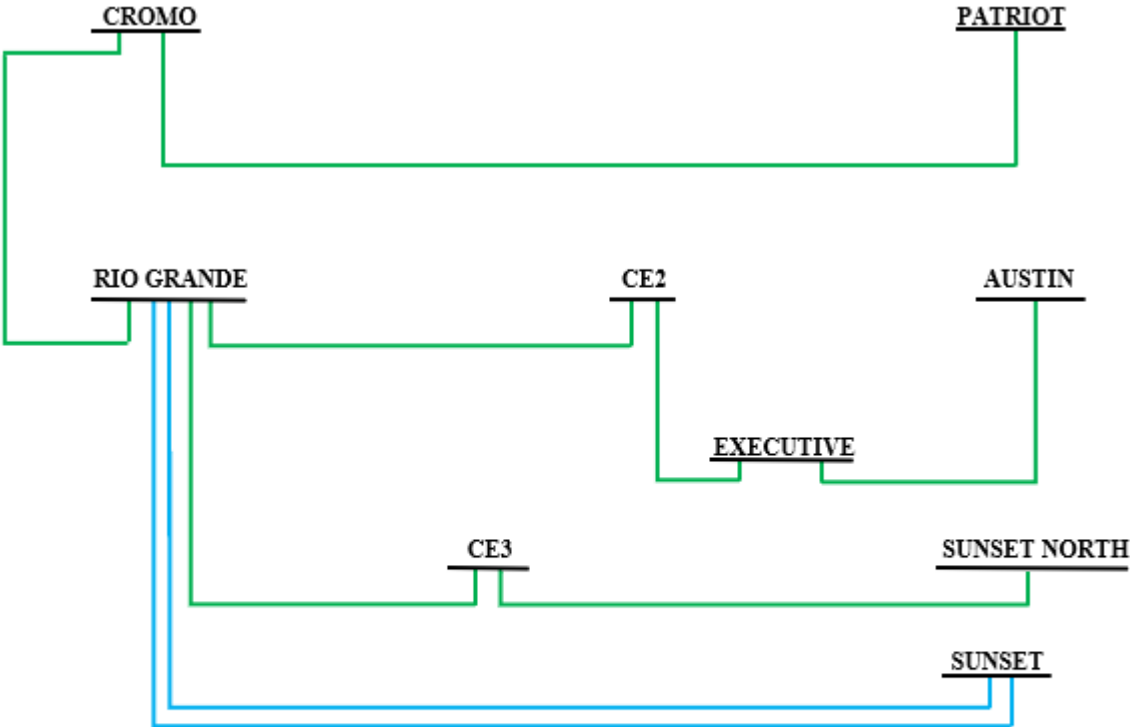 CROMO
PATRIOT
RIO GRANDE
CE2
AUSTIN
EXECUTIVE
CE3
SUNSET NORTH
SUNSET